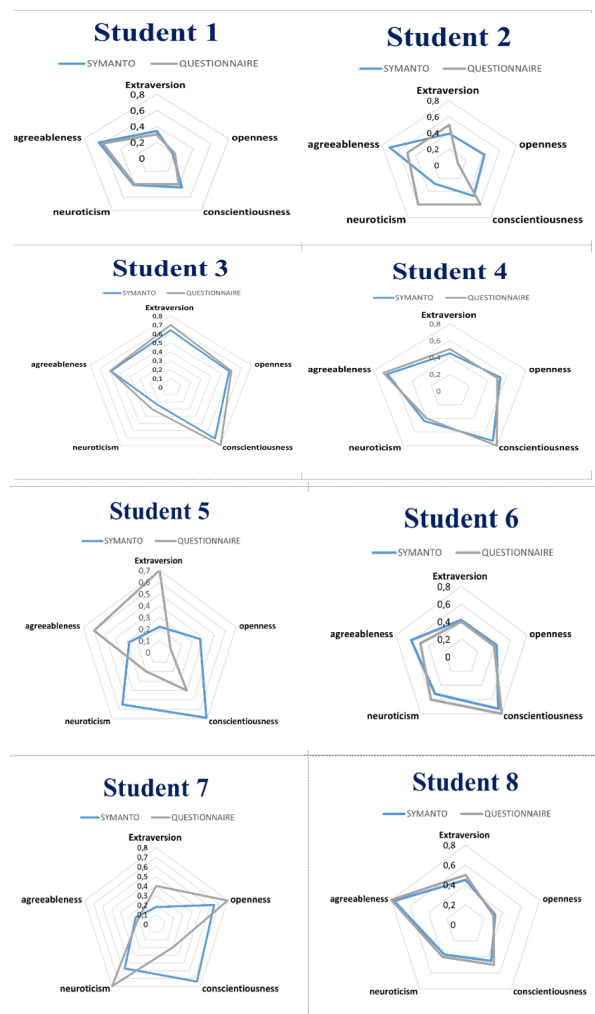 Student 1
SYMANTO QUESTIONNAIRE
Extraversion
0,8
0,6
0,4
0,2
0
agreeableness
openness
neuroticism
conscientiousness
Student 2
SYMANTO QUESTIONNAIRE
Extraversion
0,8
0,6
0,4
0,2
0
agreeableness
openness
neuroticism
conscientiousness
Student 3
SYMANTO QUESTIONNAIRE
Extraversion
0,8
0,7
0,6
0,5
0,4
0,3
0,2
0,1
0
agreeableness
openness
neuroticism
conscientiousness
Student 4
SYMANTO QUESTIONNAIRE
Extraversion
0,8
0,6
0,4
0,2
0
agreeableness
openness
neuroticism
conscientiousness
Student 5
SYMANTO QUESTIONNAIRE
Extraversion
0,7
0,6
0,5
0,4
0,3
0,2
0,1
0
agreeableness
openness
neuroticism
conscientiousness
Student 6
SYMANTO QUESTIONNAIRE
Extraversion
0,8
0,6
0,4
0,2
0
agreeableness
openness
neuroticism
conscientiousness
Student 7
SYMANTO QUESTIONNAIRE
Extraversion
0,8
0,7
0,6
0,5
0,4
0,3
0,2
0,1
0
agreeableness
openness
neuroticism
conscientiousness
Student 8
SYMANTO QUESTIONNAIRE
Extraversion
0,8
0,6
0,4
0,2
0
agreeableness
openness
neuroticism
conscientiousness